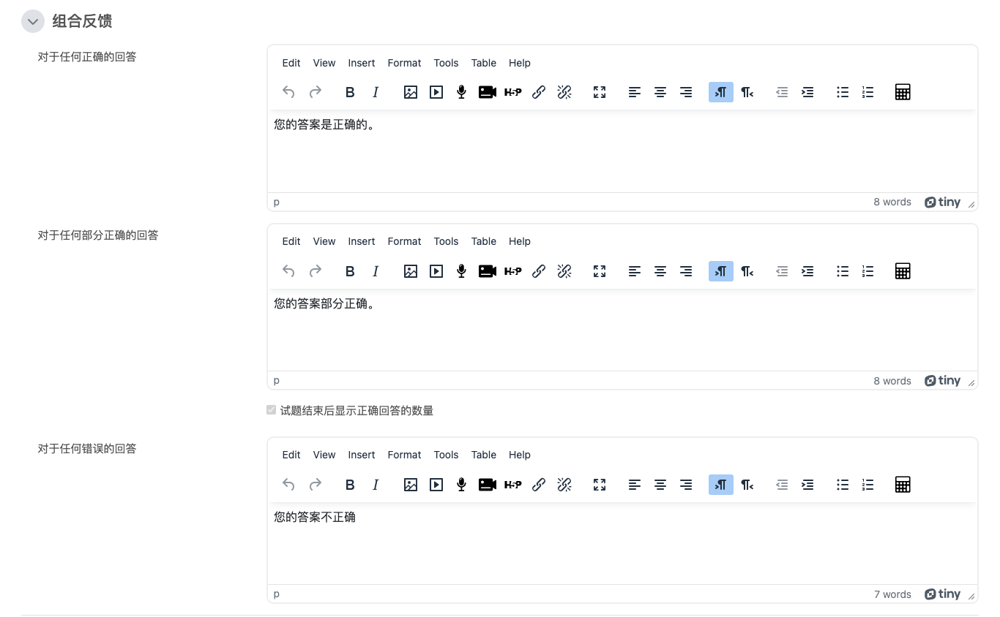 组合反馈
对于任何正确的回答
Edit View Insert Format Tools Table Help
B I H5P
您的答案是正确的。
p 8 words tiny
对于任何部分正确的回答
Edit View Insert Format Tools Table Help
B I H5P
您的答案部分正确。
p 8 words tiny
试题结束后显示正确回答的数量
对于任何错误的回答
Edit View Insert Format Tools Table Help
B I H5P
您的答案不正确
p 7 words tiny